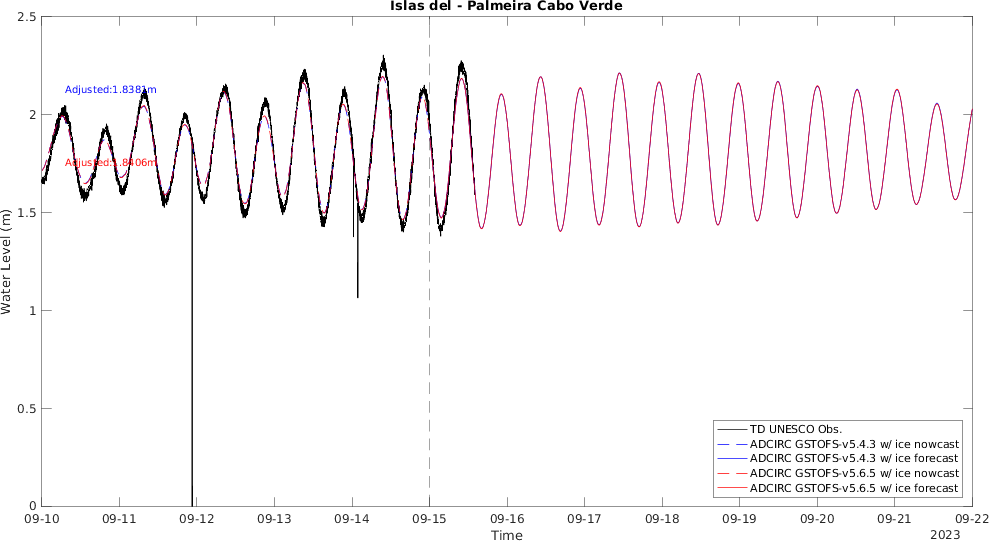 Islas del - Palmeira Cabo Verde
2.5
2
1.5
1
0.5
0
Water Level (m)
Adjusted:1.8381m
Adjusted:1.8406m
TD UNESCO Obs.
ADCIRC GSTOFS-v5.4.3 w/ ice nowcast
ADCIRC GSTOFS-v5.4.3 w/ ice forecast
ADCIRC GSTOFS-v5.6.5 w/ ice nowcast
ADCIRC GSTOFS-v5.6.5 w/ ice forecast
09-10 09-11 09-12 09-13 09-14 09-15 09-16 09-17 09-18 09-19 09-20 09-21 09-22
Time
2023